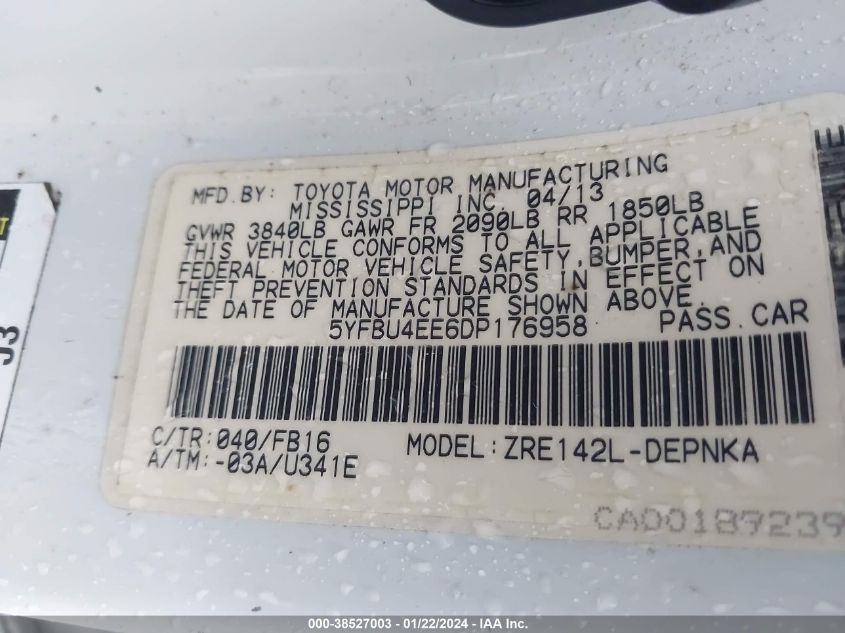 MFD.BY: TOYOTA MOTOR MANUFACTURING
MISSISSIPPI INC. 04/13
GVWR 3840LB GAWR FR 2090LB RR 1850LB
THIS VEHICLE CONFORMS TO ALL APPLICABLE
FEDERAL MOTOR VEHICLE SAFETY, BUMPER, AND
THEFT PREVENTION STANDARDS IN EFFECT ON
THE DATE OF MANUFACTURE SHOWN ABOVE.
5YFBU4EE6DP176958 PASS.CAR
C/TR:040/FB16 MODEL:ZRE142L-DEPNKA
A/TM:-03A/U341E
CA00189239
J3
000-38527003 - 01/22/2024 - IAA Inc.